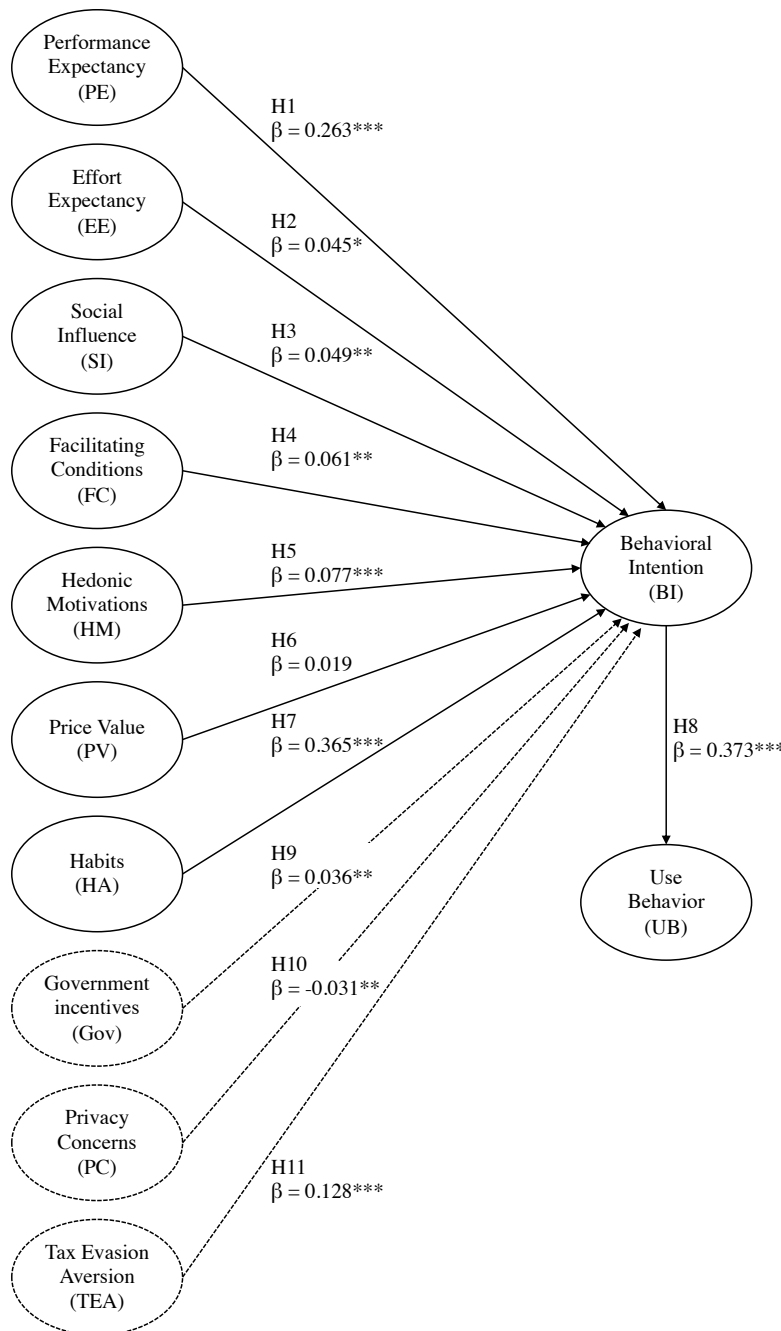 Performance
Expectancy
(PE)
H1
β = 0.263***
Effort
Expectancy
(EE)
H2
β = 0.045*
Social
Influence
(SI)
H3
β = 0.049**
Facilitating
Conditions
(FC)
H4
β = 0.061**
Hedonic
Motivations
(HM)
H5
β = 0.077***
Behavioral
Intention
(BI)
Price Value
(PV)
H6
β = 0.019
H7
β = 0.365***
H8
β = 0.373***
Habits
(HA)
H9
β = 0.036**
Use
Behavior
(UB)
Government
incentives
(Gov)
H10
β = -0.031**
Privacy
Concerns
(PC)
H11
β = 0.128***
Tax Evasion
Aversion
(TEA)